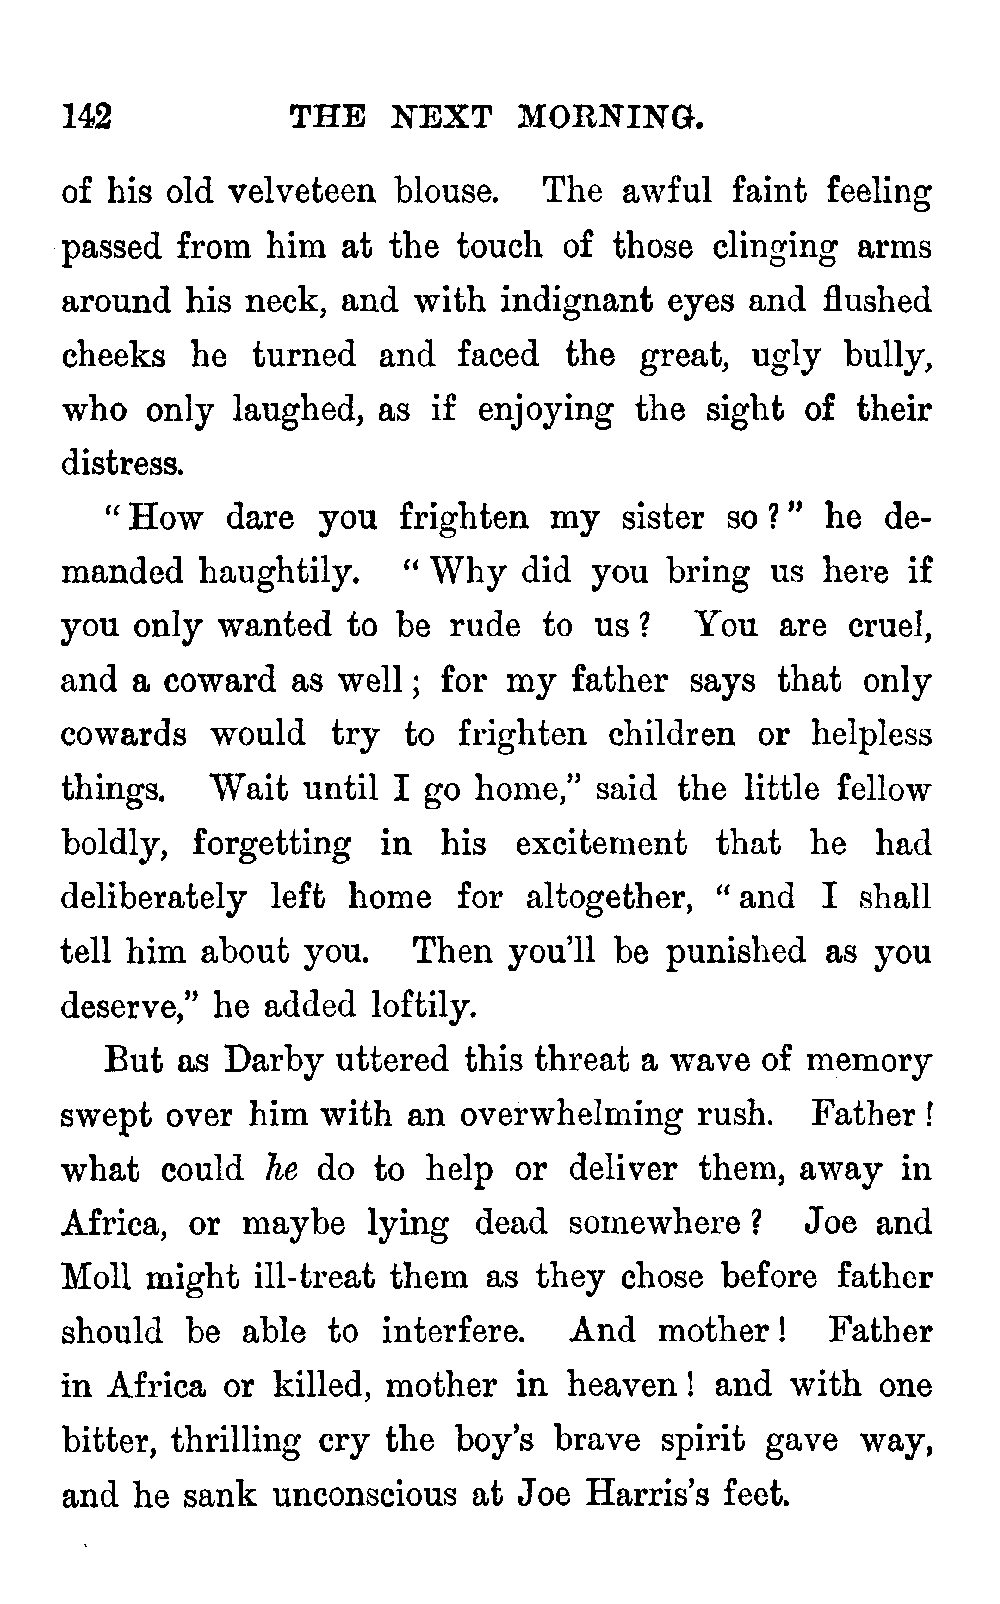 142 THE NEXT MORNING.
of his old velveteen blouse. The awful faint feeling
passed from him at the touch of those clinging arms
around his neck, and with indignant eyes and flushed
cheeks he turned and faced the great, ugly bully,
who only laughed, as if enjoying the sight of their
distress.
“How dare you frighten my sister so?” he de-
manded haughtily. “Why did you bring us here if
you only wanted to be rude to us? You are cruel,
and a coward as well; for my father says that only
cowards would try to frighten children or helpless
things. Wait until I go home,” said the little fellow
boldly, forgetting in his excitement that he had
deliberately left home for altogether, “and I shall
tell him about you. Then you’ll be punished as you
deserve,” he added loftily.
But as Darby uttered this threat a wave of memory
swept over him with an overwhelming rush. Father!
what could he do to help or deliver them, away in
Africa, or maybe lying dead somewhere? Joe and
Moll might ill-treat them as they chose before father
should be able to interfere. And mother! Father
in Africa or killed, mother in heaven! and with one
bitter, thrilling cry the boy’s brave spirit gave way,
and he sank unconscious at Joe Harris’s feet.